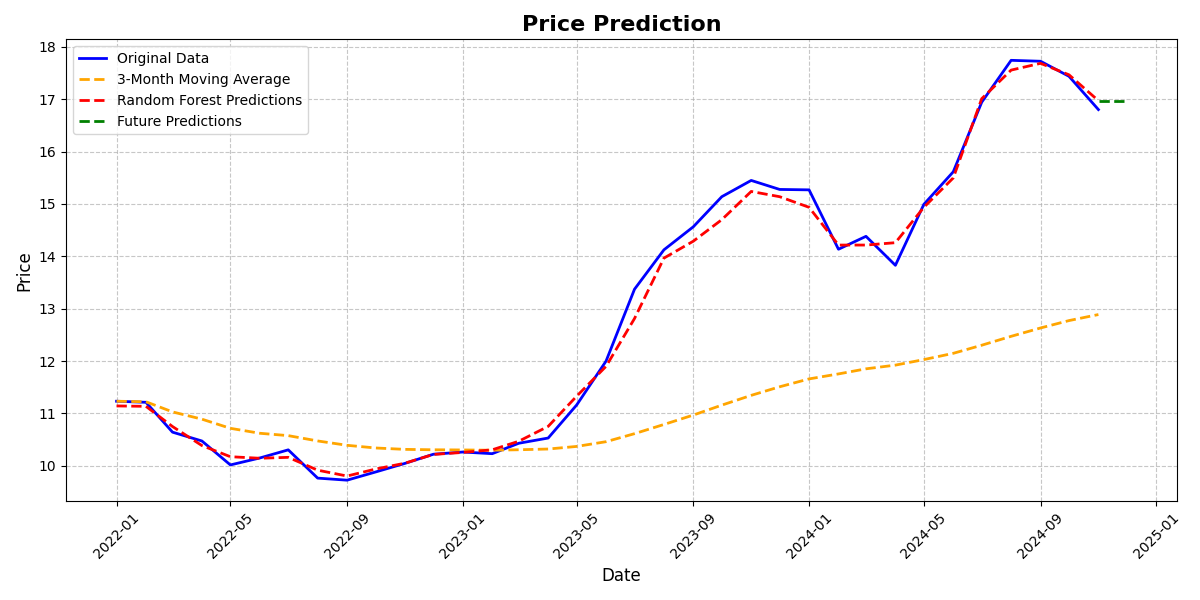 Price Prediction
Original Data
3-Month Moving Average
Random Forest Predictions
Future Predictions
Price
18
17
16
15
14
13
12
11
10
2022-01
2022-05
2022-09
2023-01
2023-05
2023-09
2024-01
2024-05
2024-09
2025-01
Date